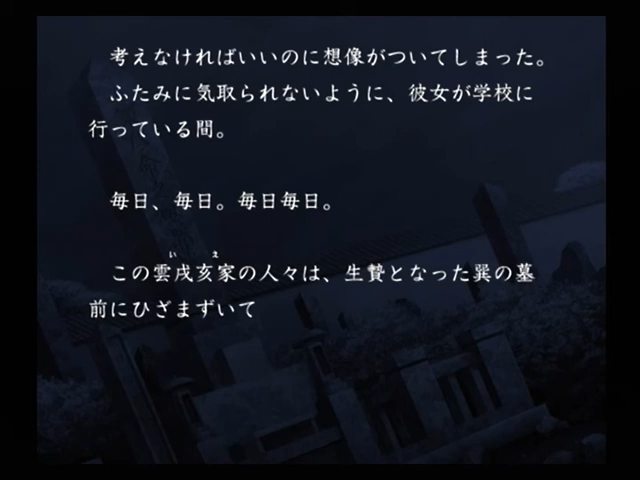 考えなければいいのに想像がついてしまった。
ふたみに気取られないように、彼女が学校に
行っている間。
毎日、毎日。毎日毎日。
いえ
この雲戌亥家の人々は、生贄となった巽の墓
前にひざまずいて